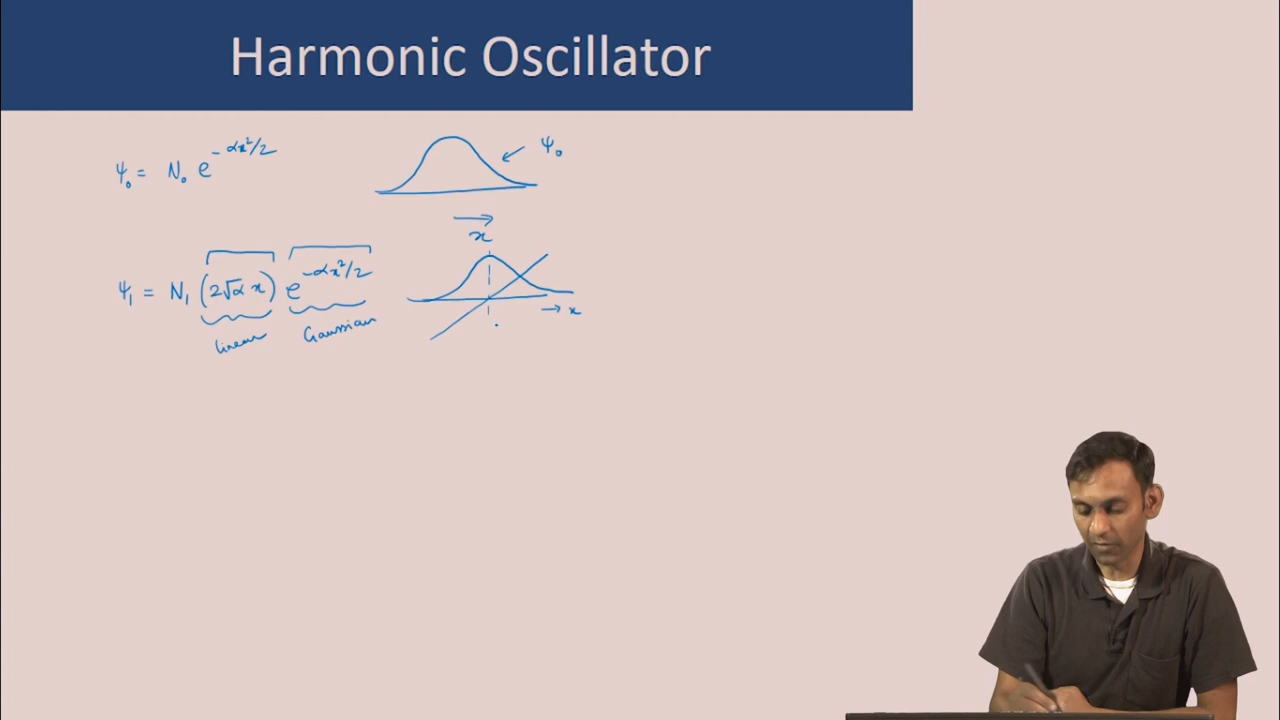 Harmonic Oscillator
ψ₀ = N₀ e^(-αx²/2)
ψ₀
x
ψ₁ = N₁ (2√α x) e^(-αx²/2)
x
linear
Gaussian